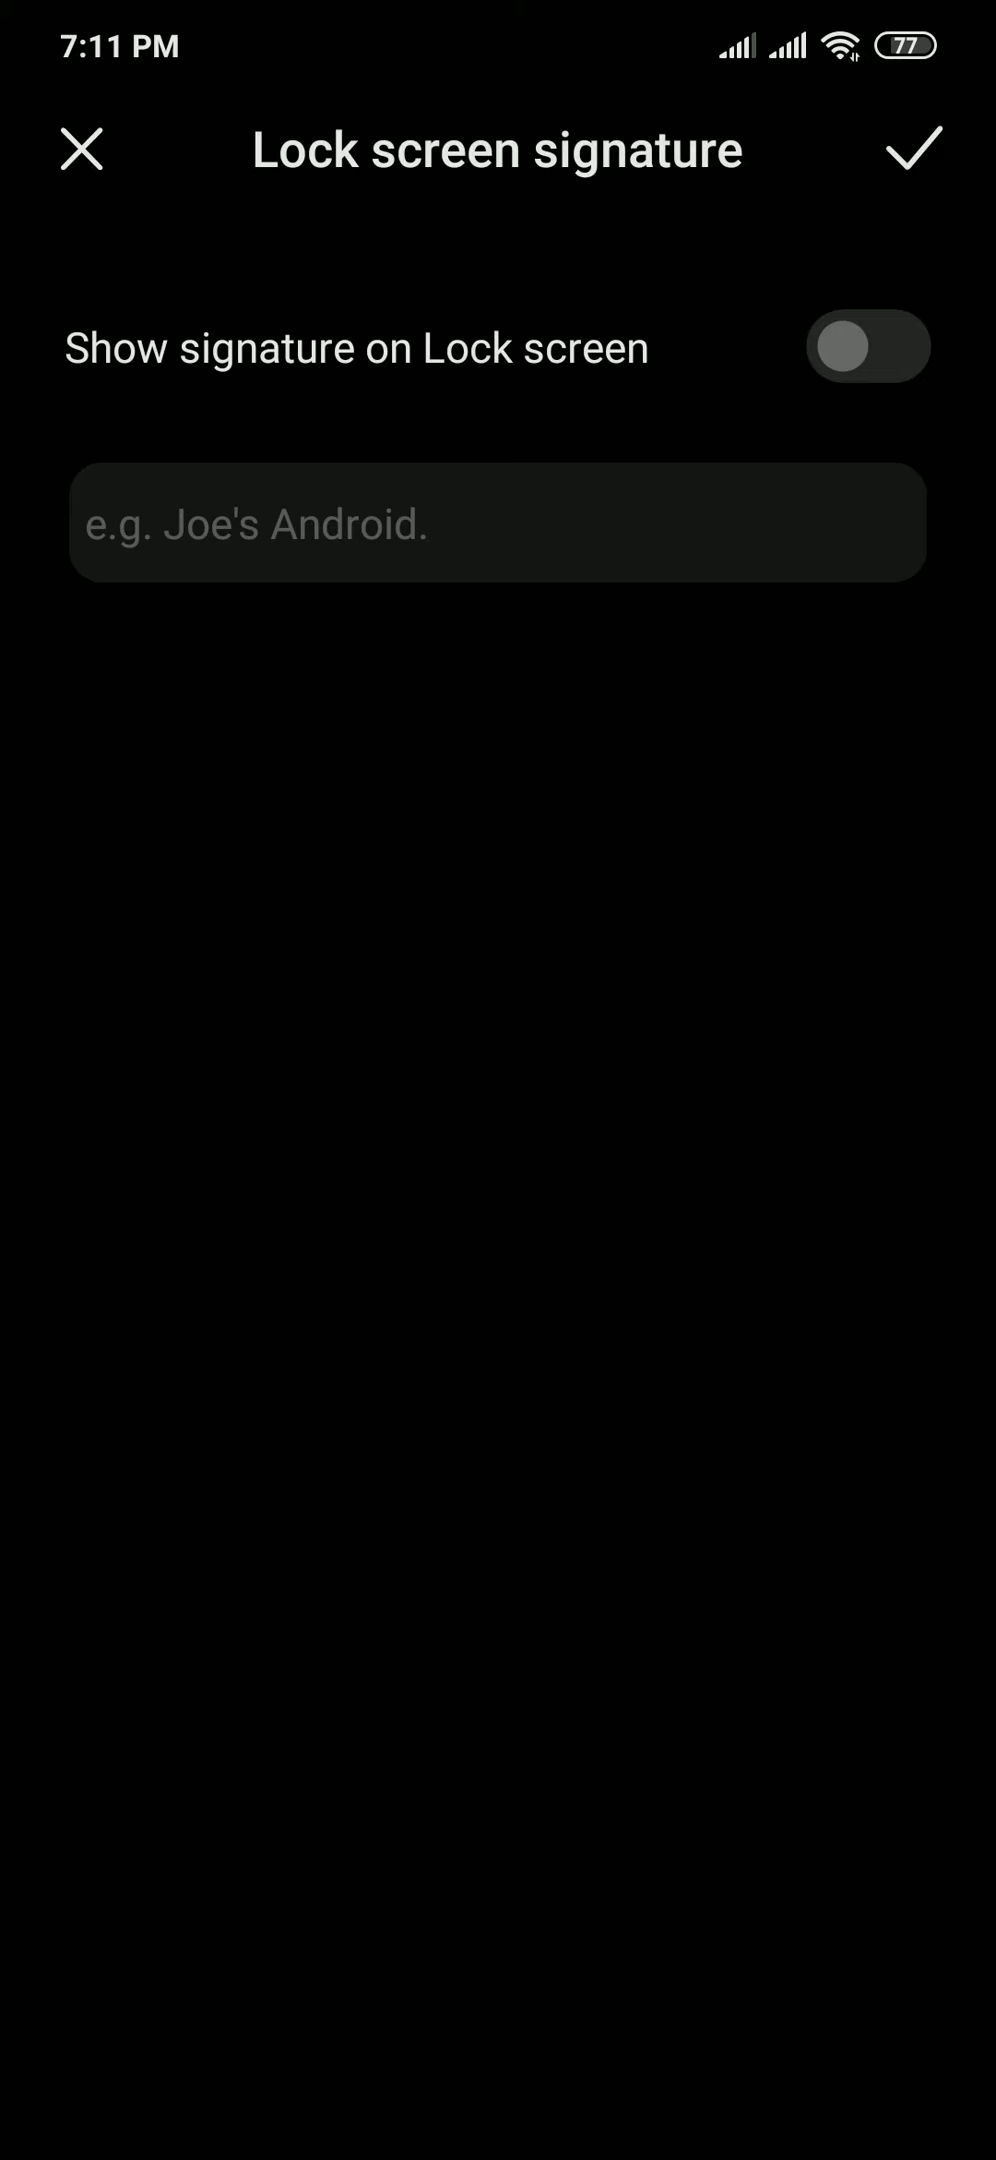 7:11 PM 77
Lock screen signature
Show signature on Lock screen
e.g. Joe's Android.